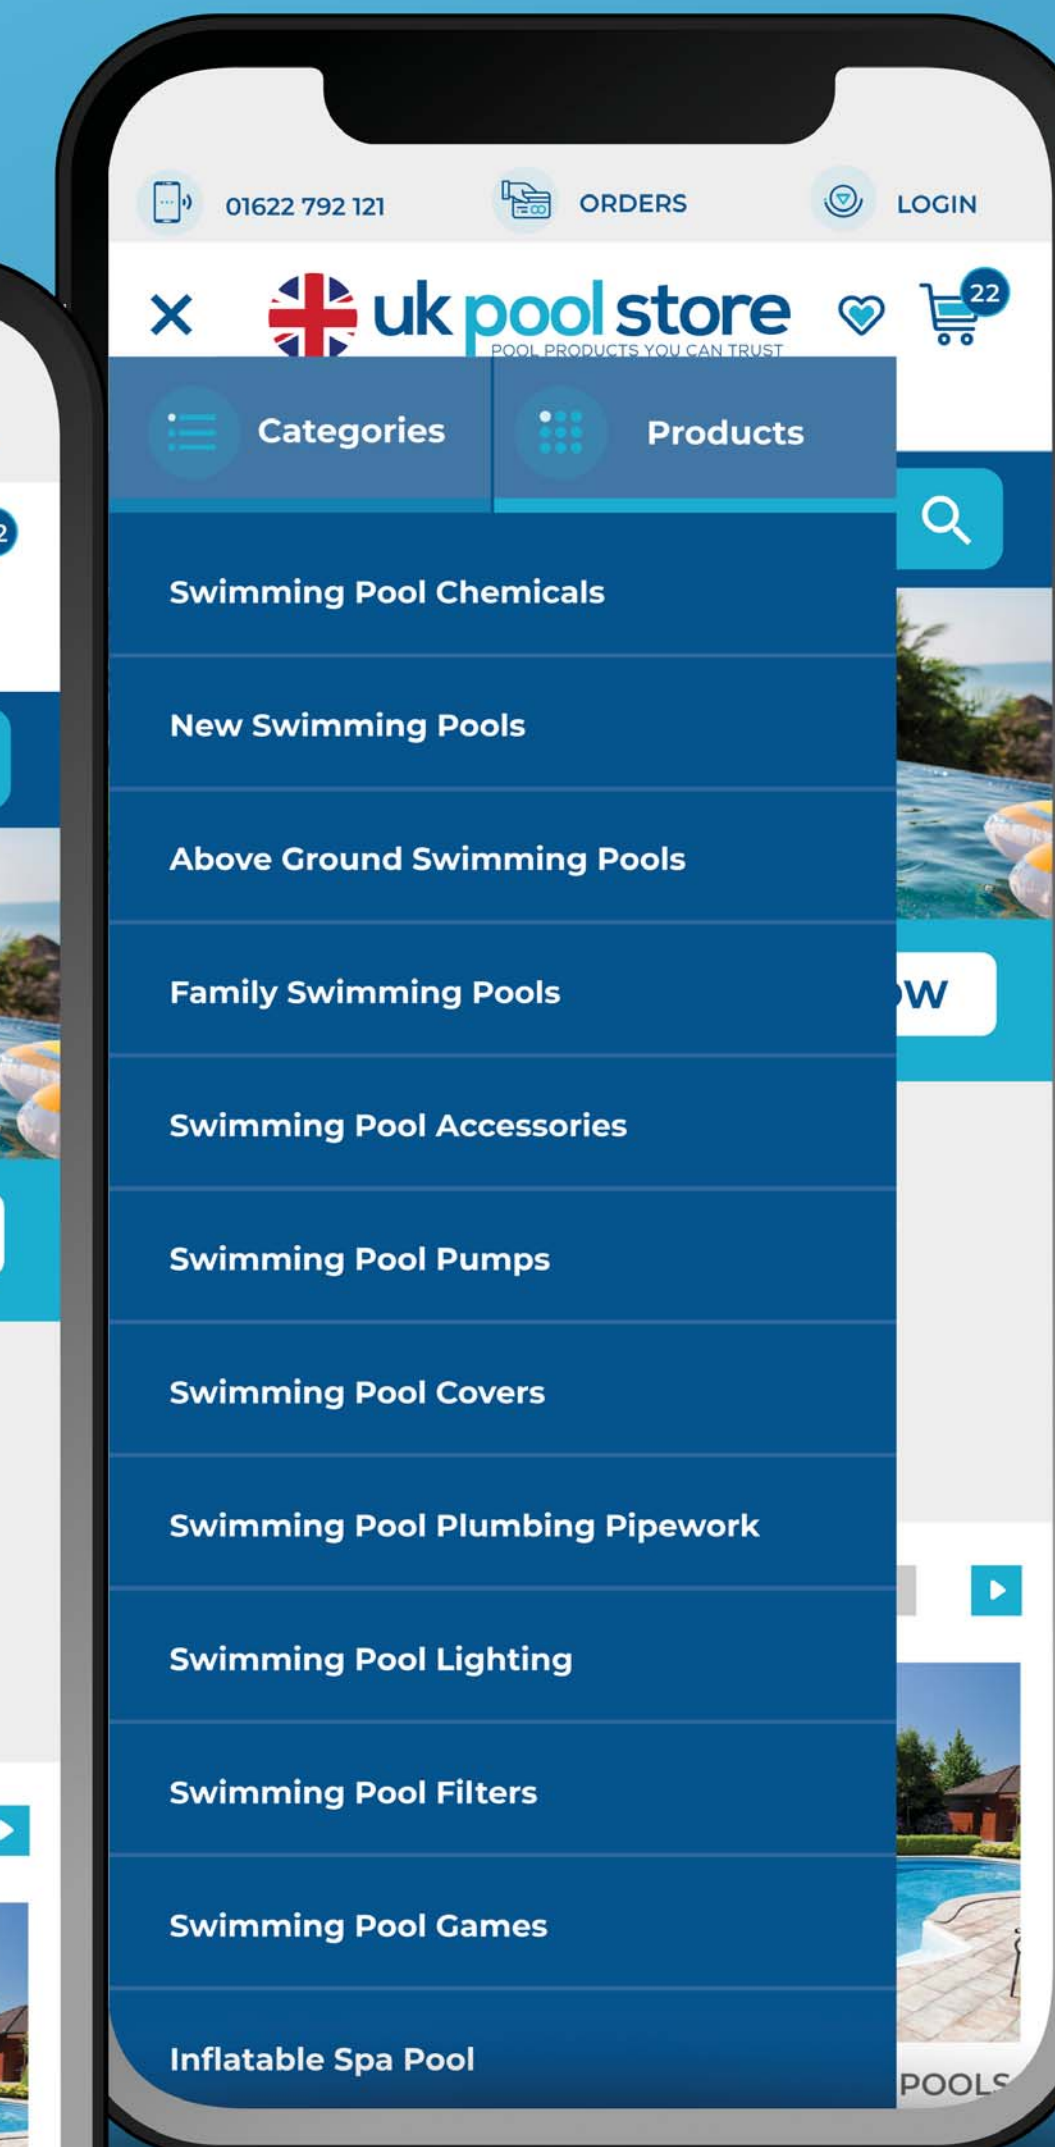 01622 792 121
ORDERS
LOGIN
uk pool store
22
POOL PRODUCTS YOU CAN TRUST
Categories
Products
Swimming Pool Chemicals
New Swimming Pools
Above Ground Swimming Pools
Family Swimming Pools
Swimming Pool Accessories
Swimming Pool Pumps
Swimming Pool Covers
Swimming Pool Plumbing Pipework
Swimming Pool Lighting
Swimming Pool Filters
Swimming Pool Games
Inflatable Spa Pool
POOLS